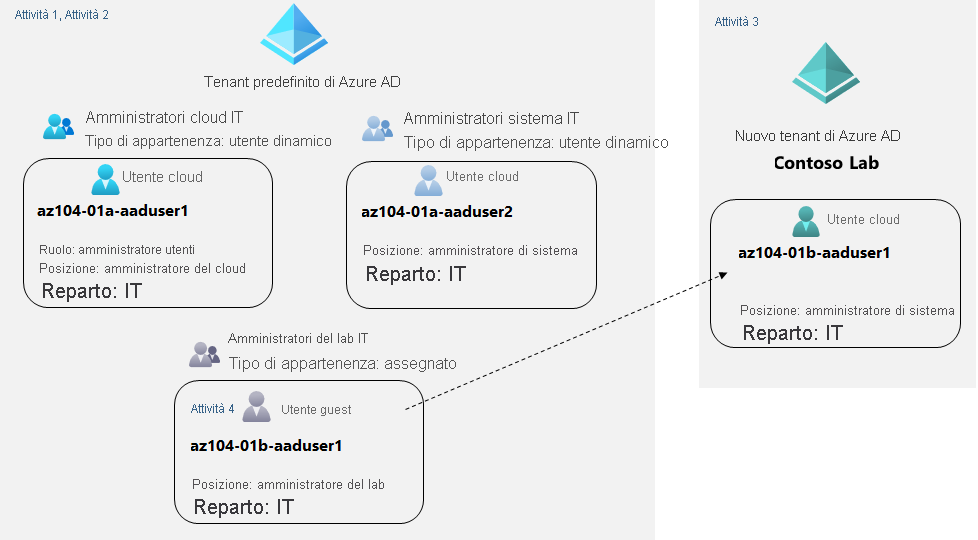 Attività 1, Attività 2
Tenant predefinito di Azure AD
Amministratori cloud IT
Tipo di appartenenza: utente dinamico
Utente cloud
az104-01a-aaduser1
Ruolo: amministratore utenti
Posizione: amministratore del cloud
Reparto: IT
Amministratori sistema IT
Tipo di appartenenza: utente dinamico
Utente cloud
az104-01a-aaduser2
Posizione: amministratore di sistema
Reparto: IT
Amministratori del lab IT
Tipo di appartenenza: assegnato
Attività 4
Utente guest
az104-01b-aaduser1
Posizione: amministratore del lab
Reparto: IT
Attività 3
Nuovo tenant di Azure AD
Contoso Lab
Utente cloud
az104-01b-aaduser1
Posizione: amministratore di sistema
Reparto: IT